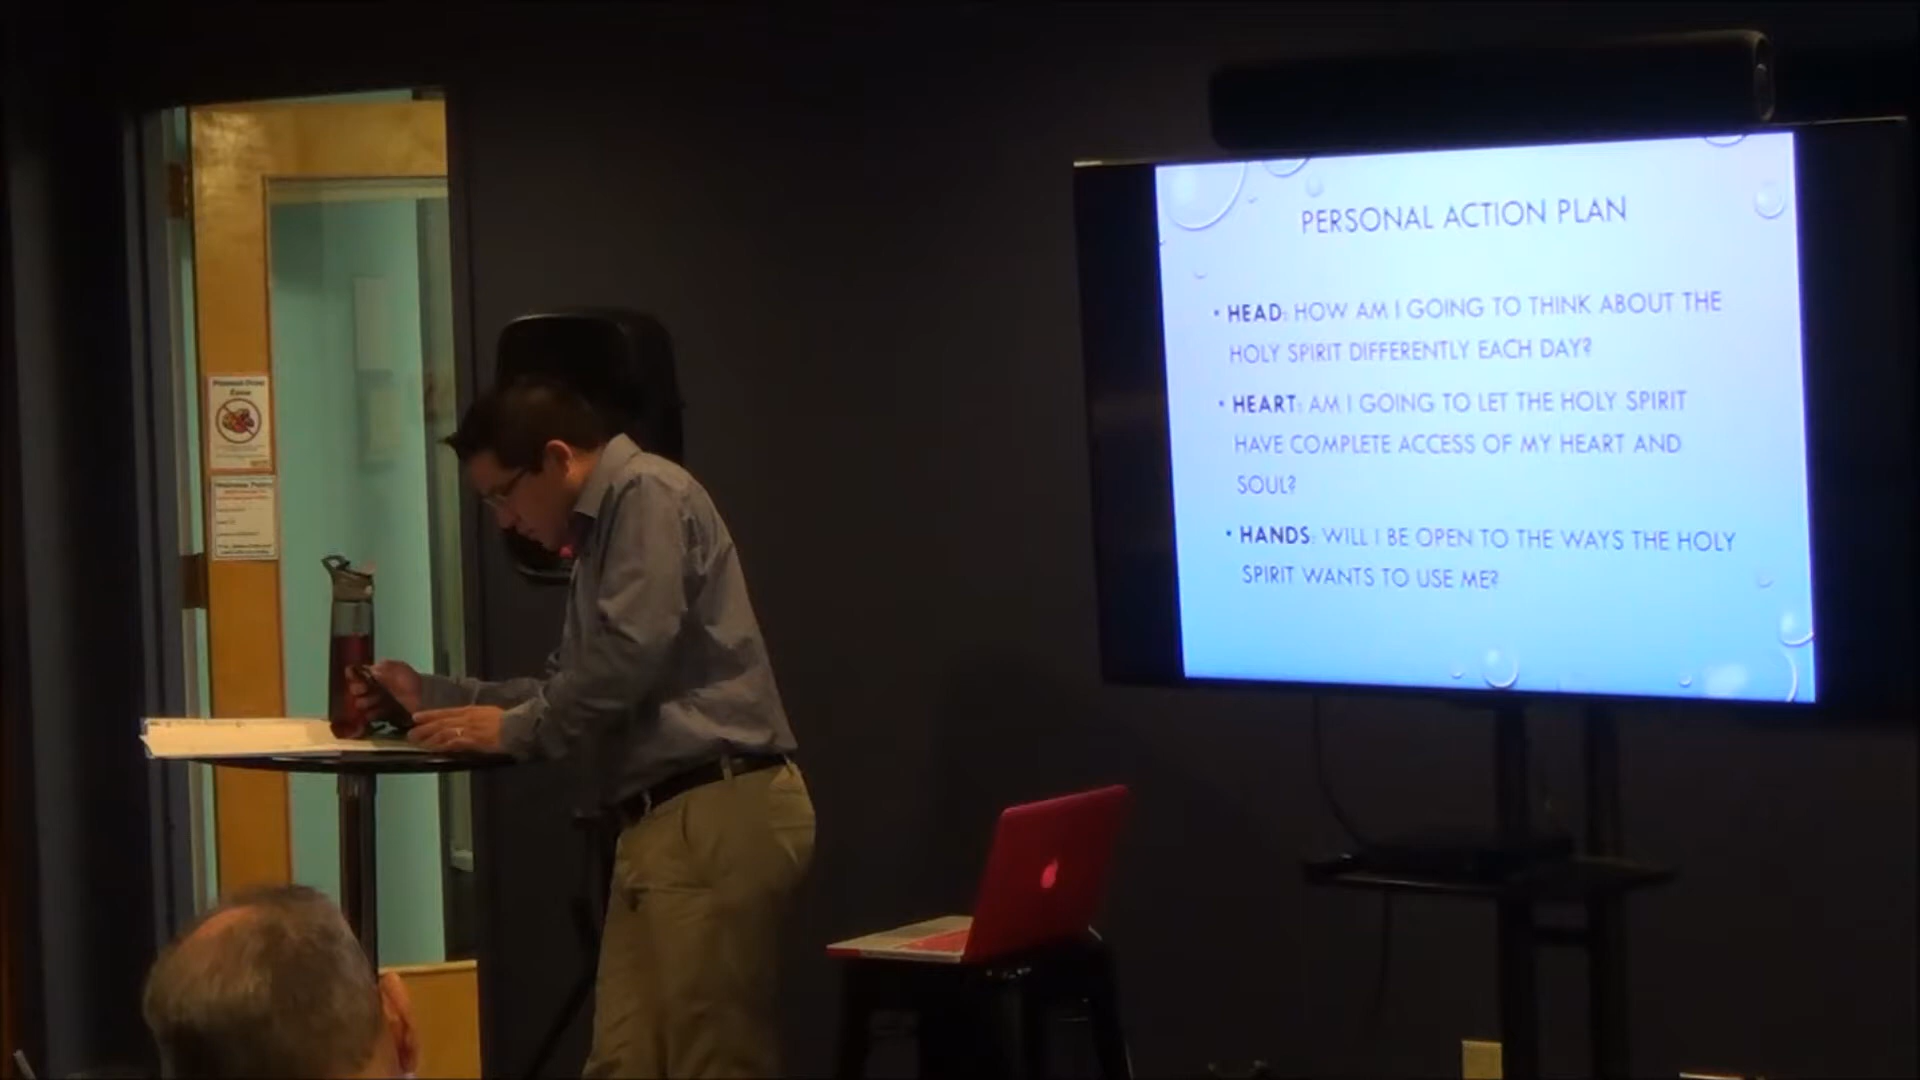 PERSONAL ACTION PLAN
• HEAD: HOW AM I GOING TO THINK ABOUT THE
HOLY SPIRIT DIFFERENTLY EACH DAY?
• HEART: AM I GOING TO LET THE HOLY SPIRIT
HAVE COMPLETE ACCESS OF MY HEART AND
SOUL?
• HANDS: WILL I BE OPEN TO THE WAYS THE HOLY
SPIRIT WANTS TO USE ME?